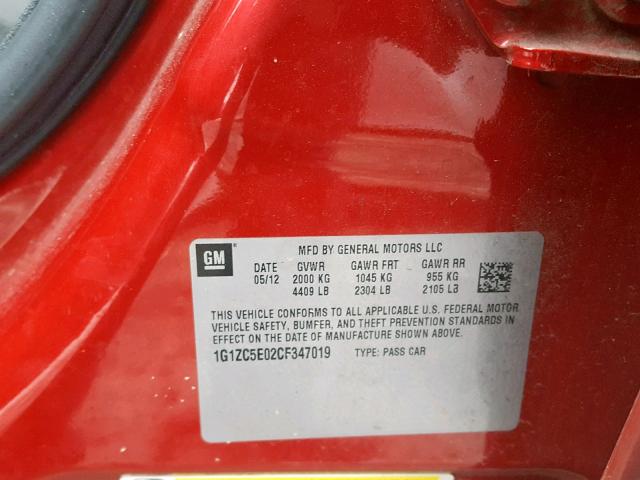 GM MFD BY GENERAL MOTORS LLC
DATE GVWR GAWR FRT GAWR RR
05/12 2000 KG 1045 KG 955 KG
4409 LB 2304 LB 2105 LB
THIS VEHICLE CONFORMS TO ALL APPLICABLE U.S. FEDERAL MOTOR
VEHICLE SAFETY, BUMPER, AND THEFT PREVENTION STANDARDS IN
EFFECT ON THE DATE OF MANUFACTURE SHOWN ABOVE.
1G1ZC5E02CF347019 TYPE: PASS CAR